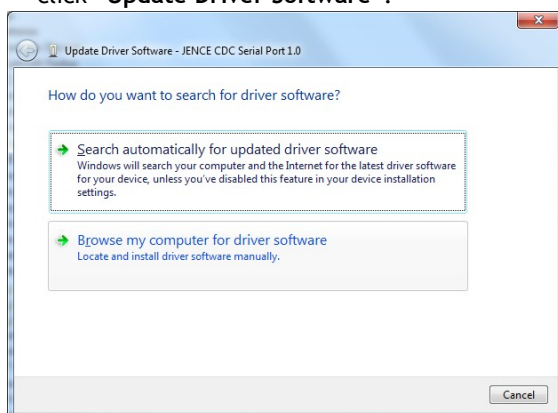 click "Update Driver Software".
Update Driver Software - JENCE CDC Serial Port 1.0
How do you want to search for driver software?
Search automatically for updated driver software
Windows will search your computer and the Internet for the latest driver software
for your device, unless you've disabled this feature in your device installation
settings.
Browse my computer for driver software
Locate and install driver software manually.
Cancel